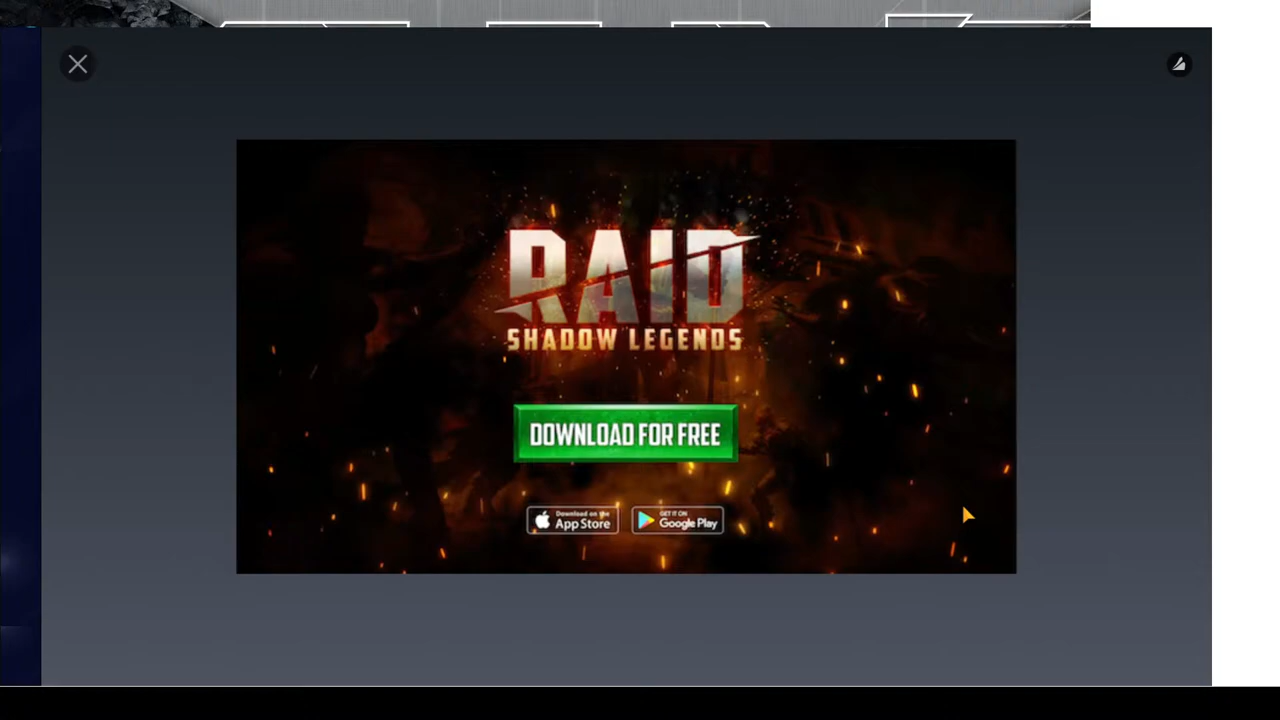 RAID
SHADOW LEGENDS
DOWNLOAD FOR FREE
Download on the
App Store
GET IT ON
Google Play